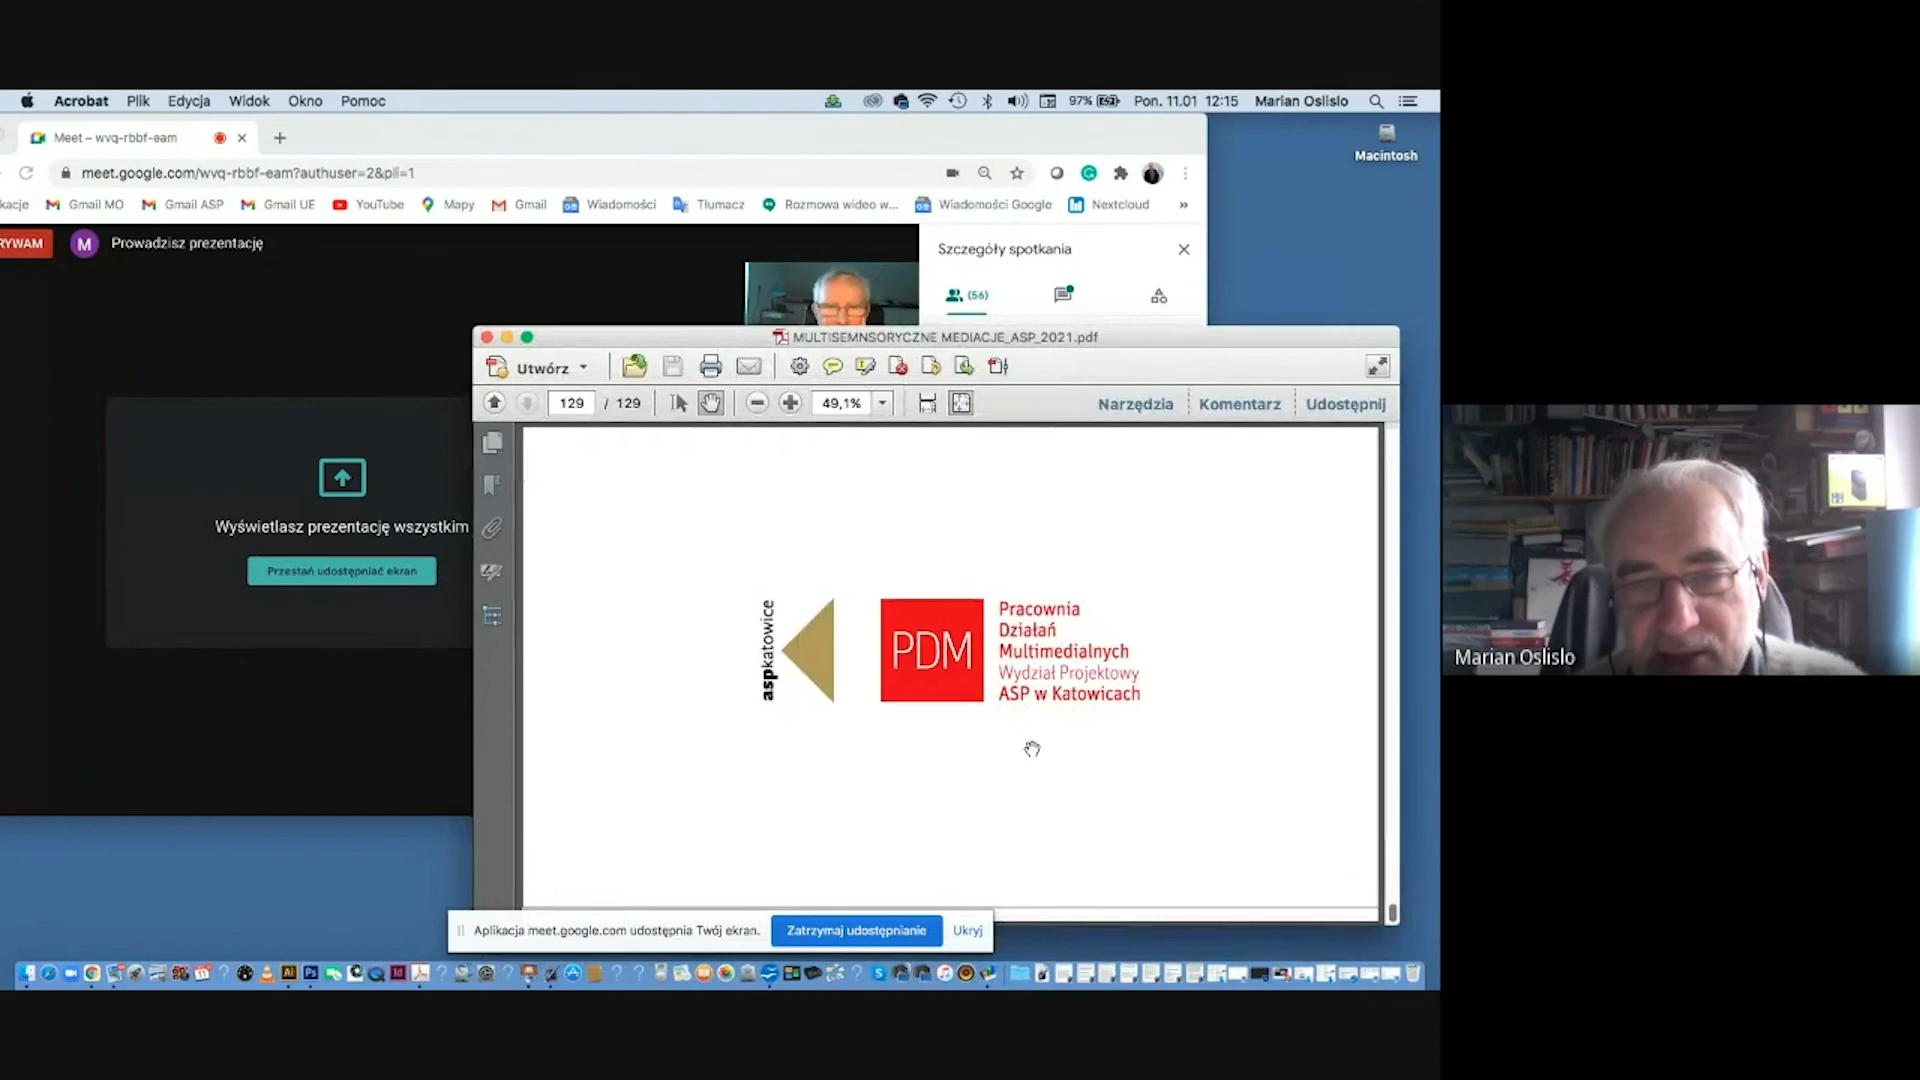 Acrobat Plik Edycja Widok Okno Pomoc
97% Pon. 11.01 12:15 Marian Oslislo
Macintosh
Meet – wvq-rbbf-eam
meet.google.com/wvq-rbbf-eam?authuser=2&pli=1
kacje Gmail MO Gmail ASP Gmail UE YouTube Mapy Gmail Wiadomości Tłumacz Rozmowa wideo w... Wiadomości Google Nextcloud »
RYWAM M Prowadzisz prezentację
Szczegóły spotkania
(56)
MULTISEMNSORYCZNE MEDIACJE_ASP_2021.pdf
Utwórz
129 / 129 49,1% Narzędzia Komentarz Udostępnij
Wyświetlasz prezentację wszystkim
Przestań udostępniać ekran
aspkatowice
PDM
Pracownia
Działań
Multimedialnych
Wydział Projektowy
ASP w Katowicach
Marian Oslislo
Aplikacja meet.google.com udostępnia Twój ekran. Zatrzymaj udostępnianie Ukryj